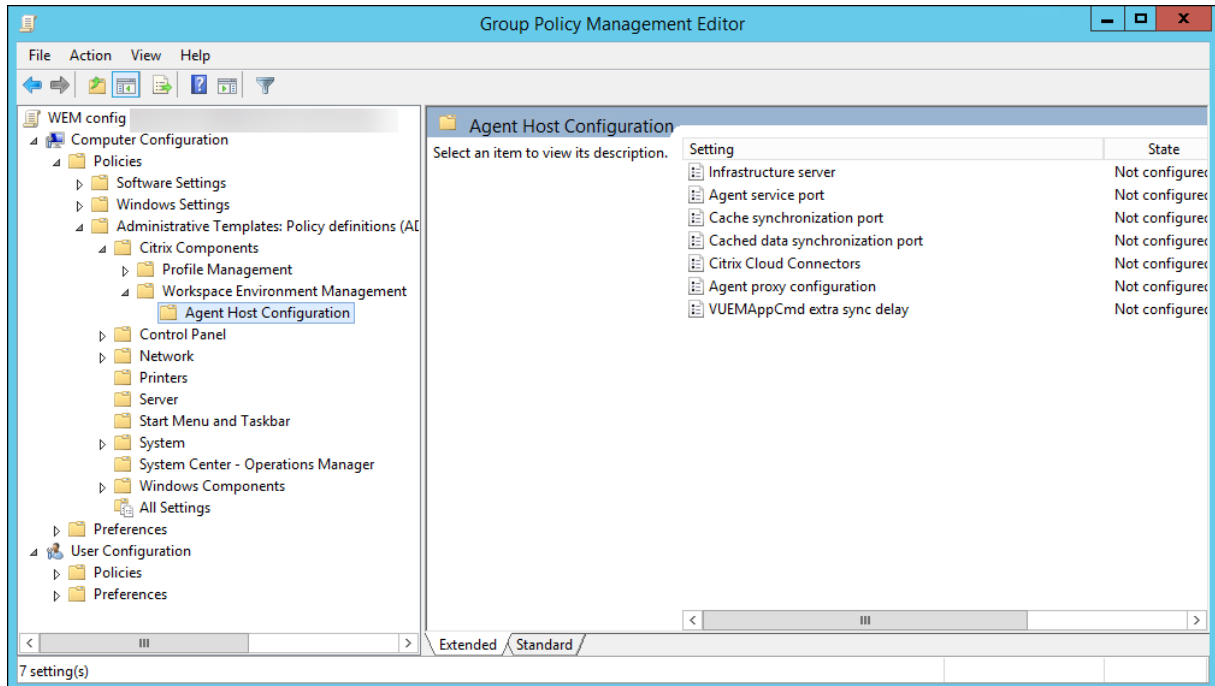 Group Policy Management Editor
File Action View Help
WEM config
Computer Configuration
Policies
Software Settings
Windows Settings
Administrative Templates: Policy definitions (AD
Citrix Components
Profile Management
Workspace Environment Management
Agent Host Configuration
Control Panel
Network
Printers
Server
Start Menu and Taskbar
System
System Center - Operations Manager
Windows Components
All Settings
Preferences
User Configuration
Policies
Preferences
Agent Host Configuration
Select an item to view its description.
Setting State
Infrastructure server Not configured
Agent service port Not configured
Cache synchronization port Not configured
Cached data synchronization port Not configured
Citrix Cloud Connectors Not configured
Agent proxy configuration Not configured
VUEMAppCmd extra sync delay Not configured
Extended Standard
7 setting(s)